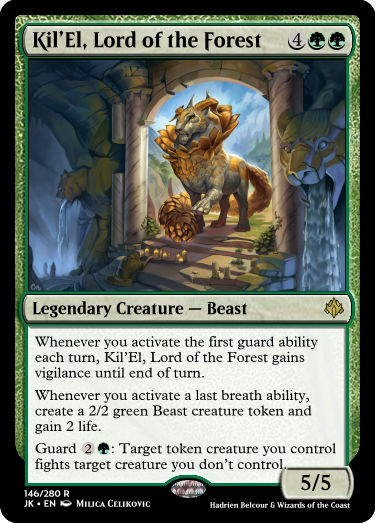 Kil'El, Lord of the Forest 4
Legendary Creature — Beast
Whenever you activate the first guard ability
each turn, Kil'El, Lord of the Forest gains
vigilance until end of turn.
Whenever you activate a last breath ability,
create a 2/2 green Beast creature token and
gain 2 life.
Guard 2: Target token creature you control
fights target creature you don't control.
5/5
146/280 R
JK • EN Milica Celikovic
Hadrien Belcour & Wizards of the Coast